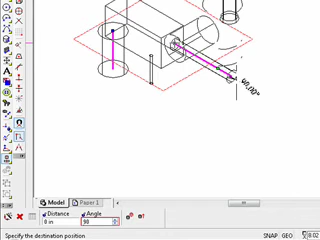 90.00°
Model
Paper 1
Distance
Angle
8 in
90
Specify the destination position
SNAP
GEO
8.02